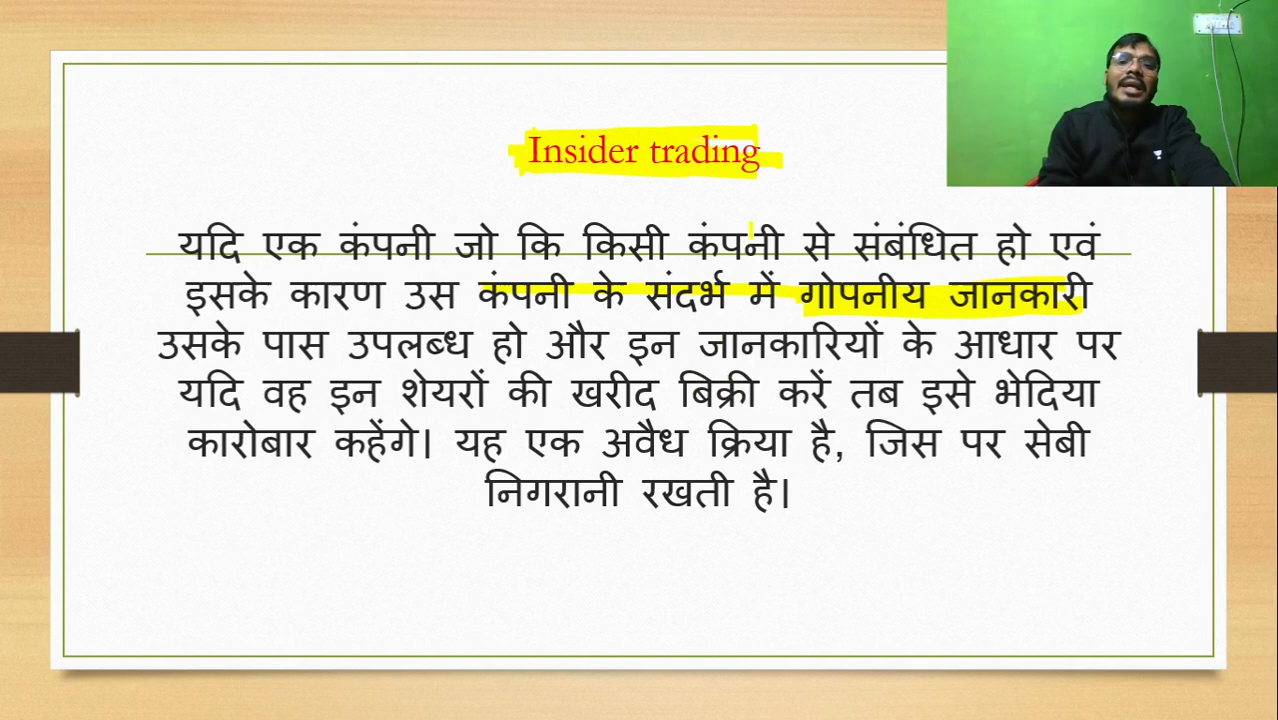 Insider trading
यदि एक कंपनी जो कि किसी कंपनी से संबंधित हो एवं
इसके कारण उस कंपनी के संदर्भ में गोपनीय जानकारी
उसके पास उपलब्ध हो और इन जानकारियों के आधार पर
यदि वह इन शेयरों की खरीद बिक्री करें तब इसे भेदिया
कारोबार कहेंगे। यह एक अवैध क्रिया है, जिस पर सेबी
निगरानी रखती है।